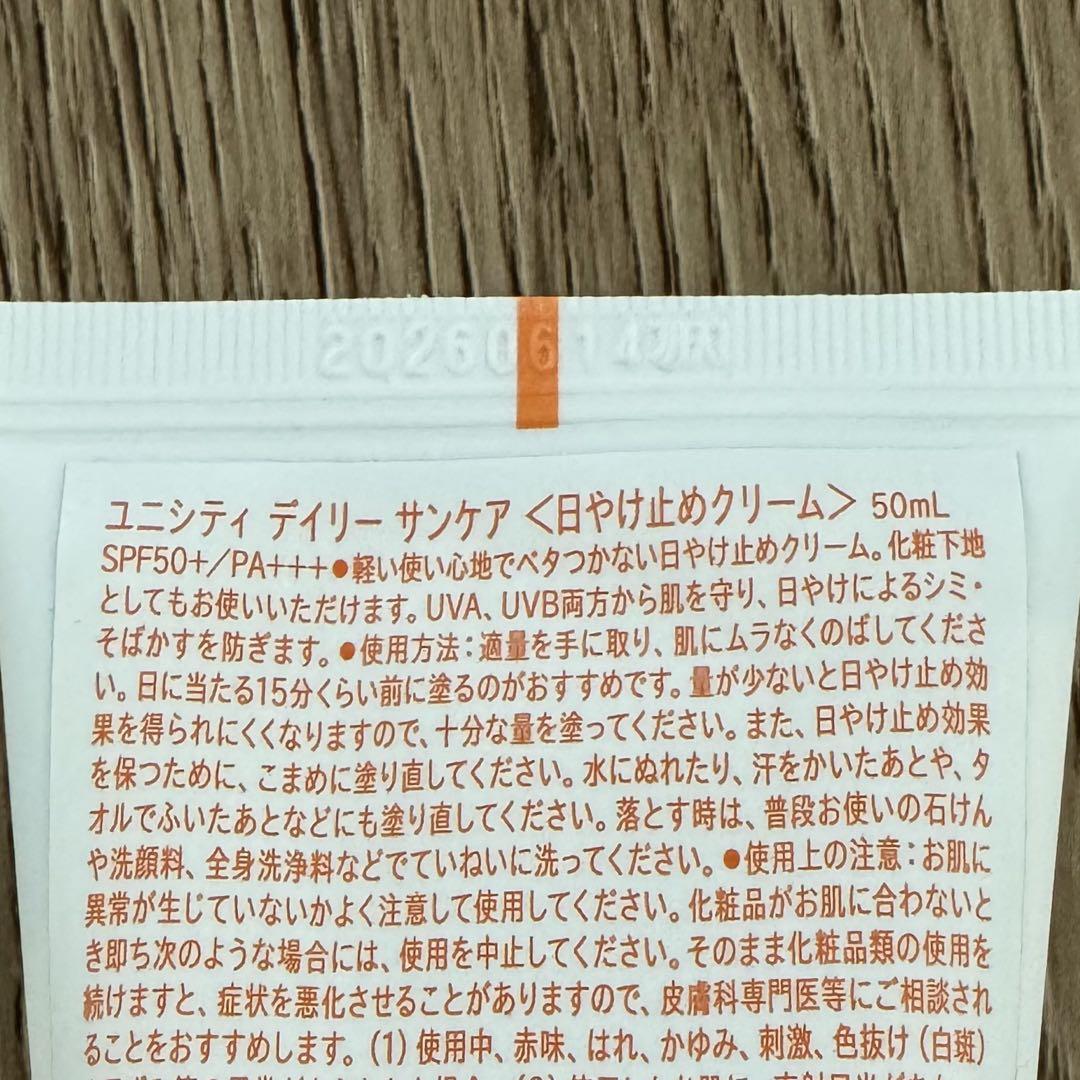 ユニシティ デイリー サンケア <日やけ止めクリーム> 50mL
SPF50+/PA+++●軽い使い心地でベタつかない日やけ止めクリーム。化粧下地
としてもお使いいただけます。UVA、UVB両方から肌を守り、日やけによるシミ・
そばかすを防ぎます。●使用方法:適量を手に取り、肌にムラなくのばしてくださ
い。日に当たる15分くらい前に塗るのがおすすめです。量が少ないと日やけ止め効
果を得られにくくなりますので、十分な量を塗ってください。また、日やけ止め効果
を保つために、こまめに塗り直してください。水にぬれたり、汗をかいたあとや、タ
オルでふいたあとなどにも塗り直してください。落とす時は、普段お使いの石けん
や洗顔料、全身洗浄料などでていねいに洗ってください。●使用上の注意:お肌に
異常が生じていないかよく注意して使用してください。化粧品がお肌に合わないと
き即ち次のような場合には、使用を中止してください。そのまま化粧品類の使用を
続けますと、症状を悪化させることがありますので、皮膚科専門医等にご相談され
ることをおすすめします。(1)使用中、赤味、はれ、かゆみ、刺激、色抜け(白斑)